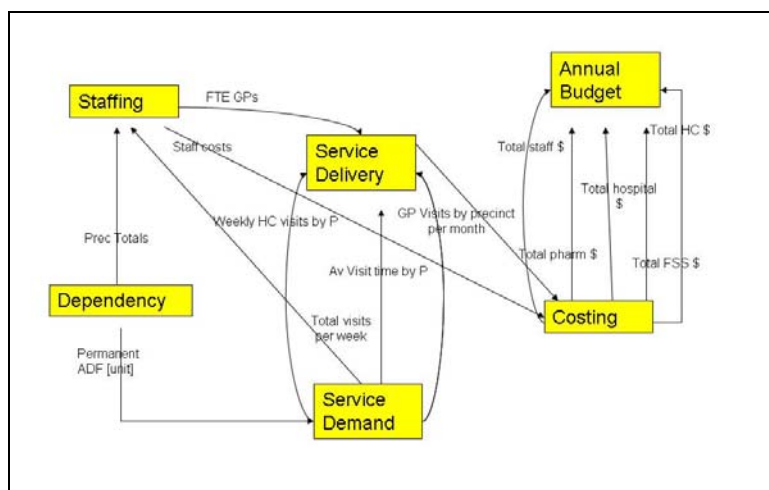 Annual
Budget
Staffing
FTE GPs
Total HC $
Staff costs
Total staff $
Service
Delivery
Total hospital
$
Weekly HC visits by P
GP Visits by precinct
per month
Prec Totals
Total pharm $
Total FSS $
Av Visit time by P
Dependency
Costing
Total visits
per week
Permanent
ADF [unit]
Service
Demand